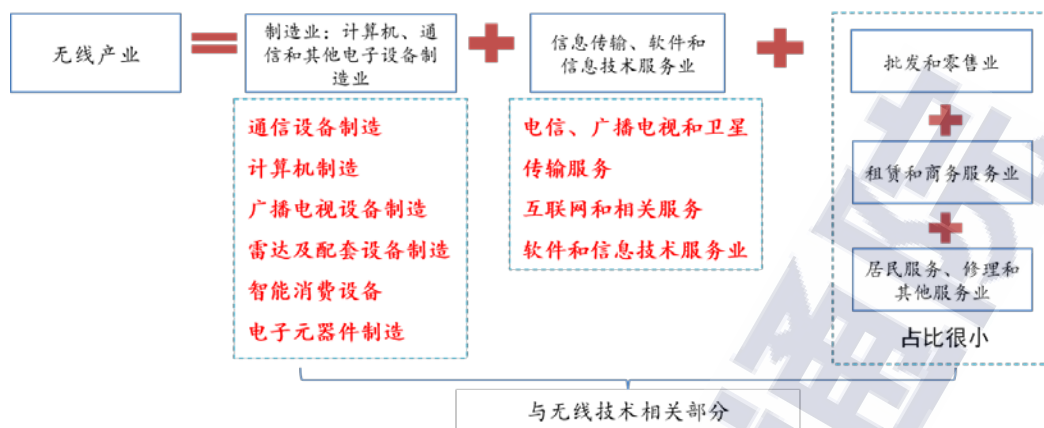 无线产业
制造业：计算机、通
信和其他电子设备制
造业
信息传输、软件和
信息技术服务业
批发和零售业
租赁和商务服务业
居民服务、修理和
其他服务业
占比很小
通信设备制造
计算机制造
广播电视设备制造
雷达及配套设备制造
智能消费设备
电子元器件制造
电信、广播电视和卫星
传输服务
互联网和相关服务
软件和信息技术服务业
与无线技术相关部分